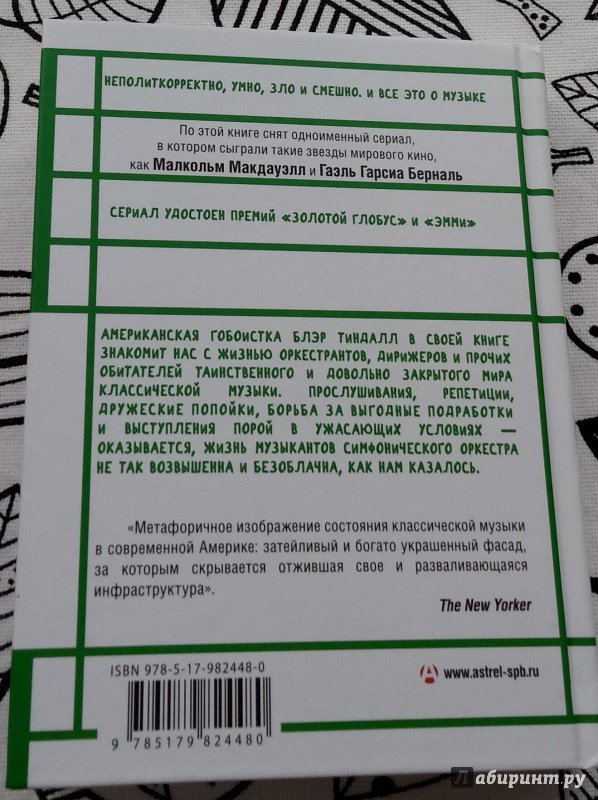 НЕПОЛИТКОРРЕКТНО, УМНО, ЗЛО И СМЕШНО. И ВСЕ ЭТО О МУЗЫКЕ
По этой книге снят одноименный сериал,
в котором сыграли такие звезды мирового кино,
как Малкольм Макдауэлл и Гаэль Гарсиа Берналь
СЕРИАЛ УДОСТОЕН ПРЕМИЙ «ЗОЛОТОЙ ГЛОБУС» И «ЭММИ»
АМЕРИКАНСКАЯ ГОБОИСТКА БЛЭР ТИНДАЛЛ В СВОЕЙ КНИГЕ
ЗНАКОМИТ НАС С ЖИЗНЬЮ ОРКЕСТРАНТОВ, ДИРИЖЕРОВ И ПРОЧИХ
ОБИТАТЕЛЕЙ ТАИНСТВЕННОГО И ДОВОЛЬНО ЗАКРЫТОГО МИРА
КЛАССИЧЕСКОЙ МУЗЫКИ. ПРОСЛУШИВАНИЯ, РЕПЕТИЦИИ,
ДРУЖЕСКИЕ ПОПОЙКИ, БОРЬБА ЗА ВЫГОДНЫЕ ПОДРАБОТКИ
И ВЫСТУПЛЕНИЯ ПОРОЙ В УЖАСАЮЩИХ УСЛОВИЯХ —
ОКАЗЫВАЕТСЯ, ЖИЗНЬ МУЗЫКАНТОВ СИМФОНИЧЕСКОГО ОРКЕСТРА
НЕ ТАК ВОЗВЫШЕННА И БЕЗОБЛАЧНА, КАК НАМ КАЗАЛОСЬ.
«Метафоричное изображение состояния классической музыки
в современной Америке: затейливый и богато украшенный фасад,
за которым скрывается отжившая свое и разваливающаяся
инфраструктура».
The New Yorker
ISBN 978-5-17-982448-0
www.astrel-spb.ru
9 785179 824480
Лабиринт.ру